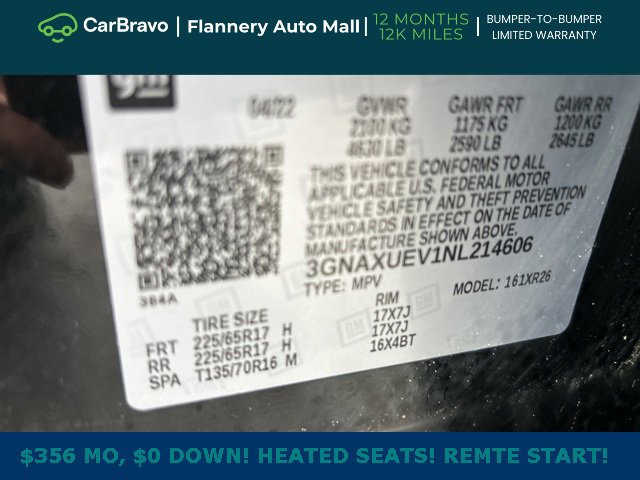 CarBravo | Flannery Auto Mall | 12 MONTHS 12K MILES | BUMPER-TO-BUMPER LIMITED WARRANTY
gm
04/22
GVWR
2100 KG
4630 LB
GAWR FRT
1175 KG
2590 LB
GAWR RR
1200 KG
2645 LB
THIS VEHICLE CONFORMS TO ALL
APPLICABLE U.S. FEDERAL MOTOR
VEHICLE SAFETY AND THEFT PREVENTION
STANDARDS IN EFFECT ON THE DATE OF
MANUFACTURE SHOWN ABOVE.
3GNAXUEV1NL214606
TYPE: MPV
MODEL: 161XR26
384A
TIRE SIZE
RIM
FRT 225/65R17 H 17X7J
RR 225/65R17 H 17X7J
SPA T135/70R16 M 16X4BT
$356 MO, $0 DOWN! HEATED SEATS! REMTE START!